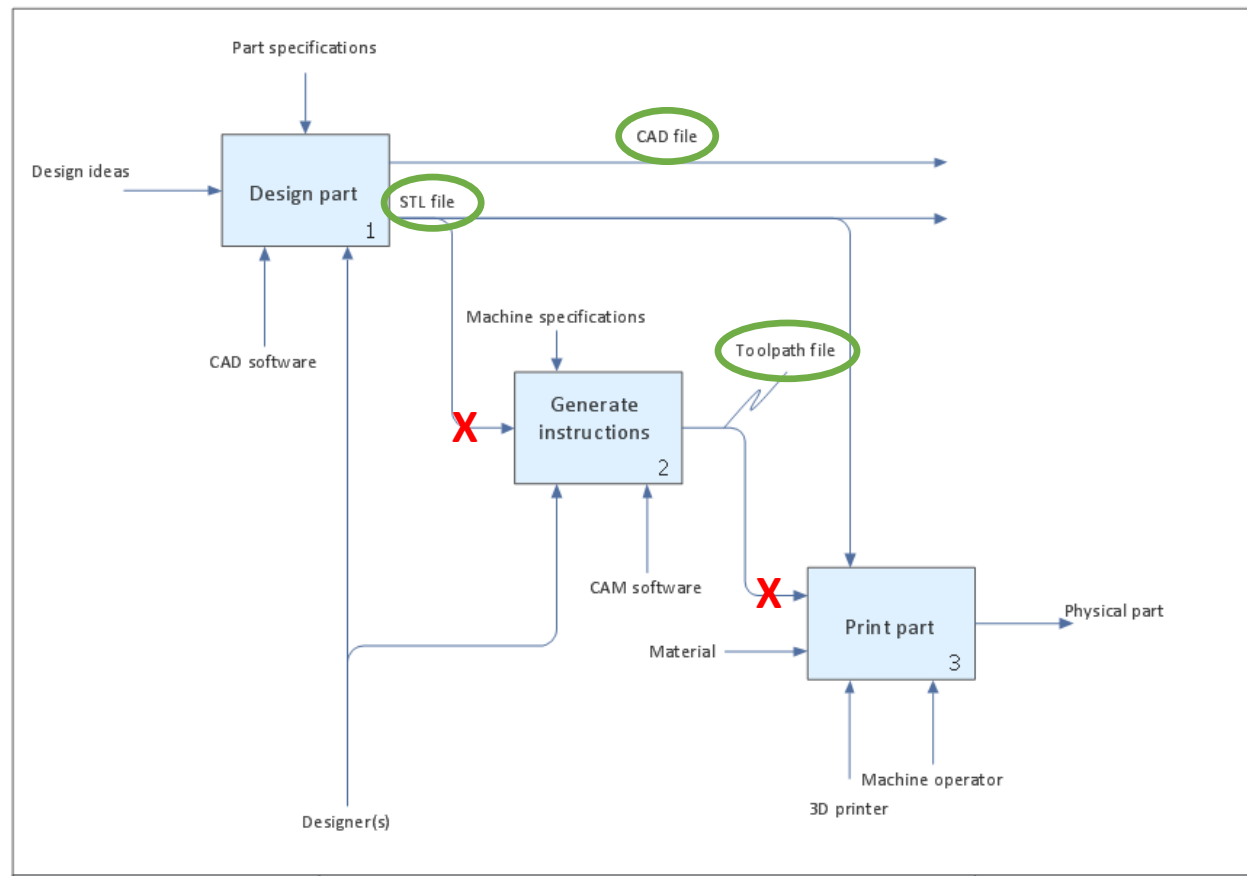 Part specifications
CAD file
Design ideas
Design part
1
STL file
Machine specifications
Toolpath file
CAD software
Generate
instructions
2
X
CAM software
X
Print part
3
Physical part
Material
Machine operator
3D printer
Designer(s)